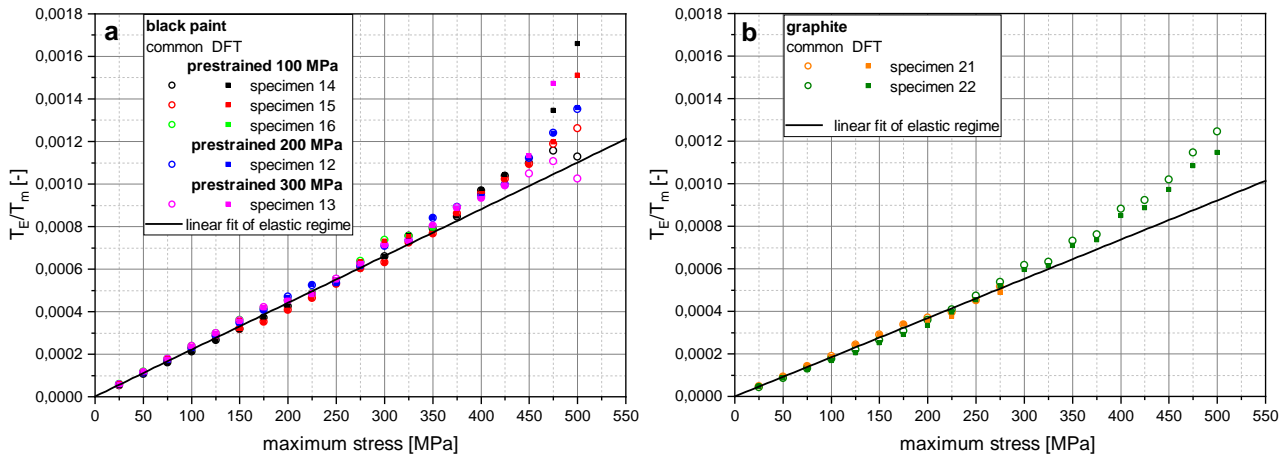 a
black paint
common DFT
prestrained 100 MPa
specimen 14
specimen 15
specimen 16
prestrained 200 MPa
specimen 12
prestrained 300 MPa
specimen 13
linear fit of elastic regime
0,0018
0,0016
0,0014
0,0012
0,0010
0,0008
0,0006
0,0004
0,0002
0,0000
T_E/T_m [-]
0 50 100 150 200 250 300 350 400 450 500 550
maximum stress [MPa]
b
graphite
common DFT
specimen 21
specimen 22
linear fit of elastic regime
0,0018
0,0016
0,0014
0,0012
0,0010
0,0008
0,0006
0,0004
0,0002
0,0000
T_E/T_m [-]
0 50 100 150 200 250 300 350 400 450 500 550
maximum stress [MPa]